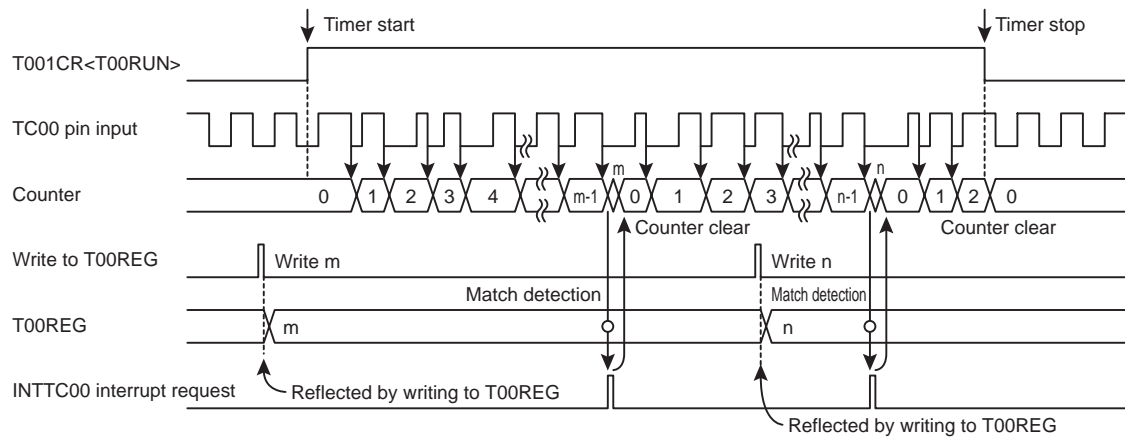 Timer start
Timer stop
T001CR<T00RUN>
TC00 pin input
m
n
Counter
0 1 2 3 4 m-1 0 1 2 3 n-1 0 1 2 0
Counter clear
Counter clear
Write to T00REG
Write m
Write n
Match detection
Match detection
T00REG
m
n
INTTC00 interrupt request
Reflected by writing to T00REG
Reflected by writing to T00REG